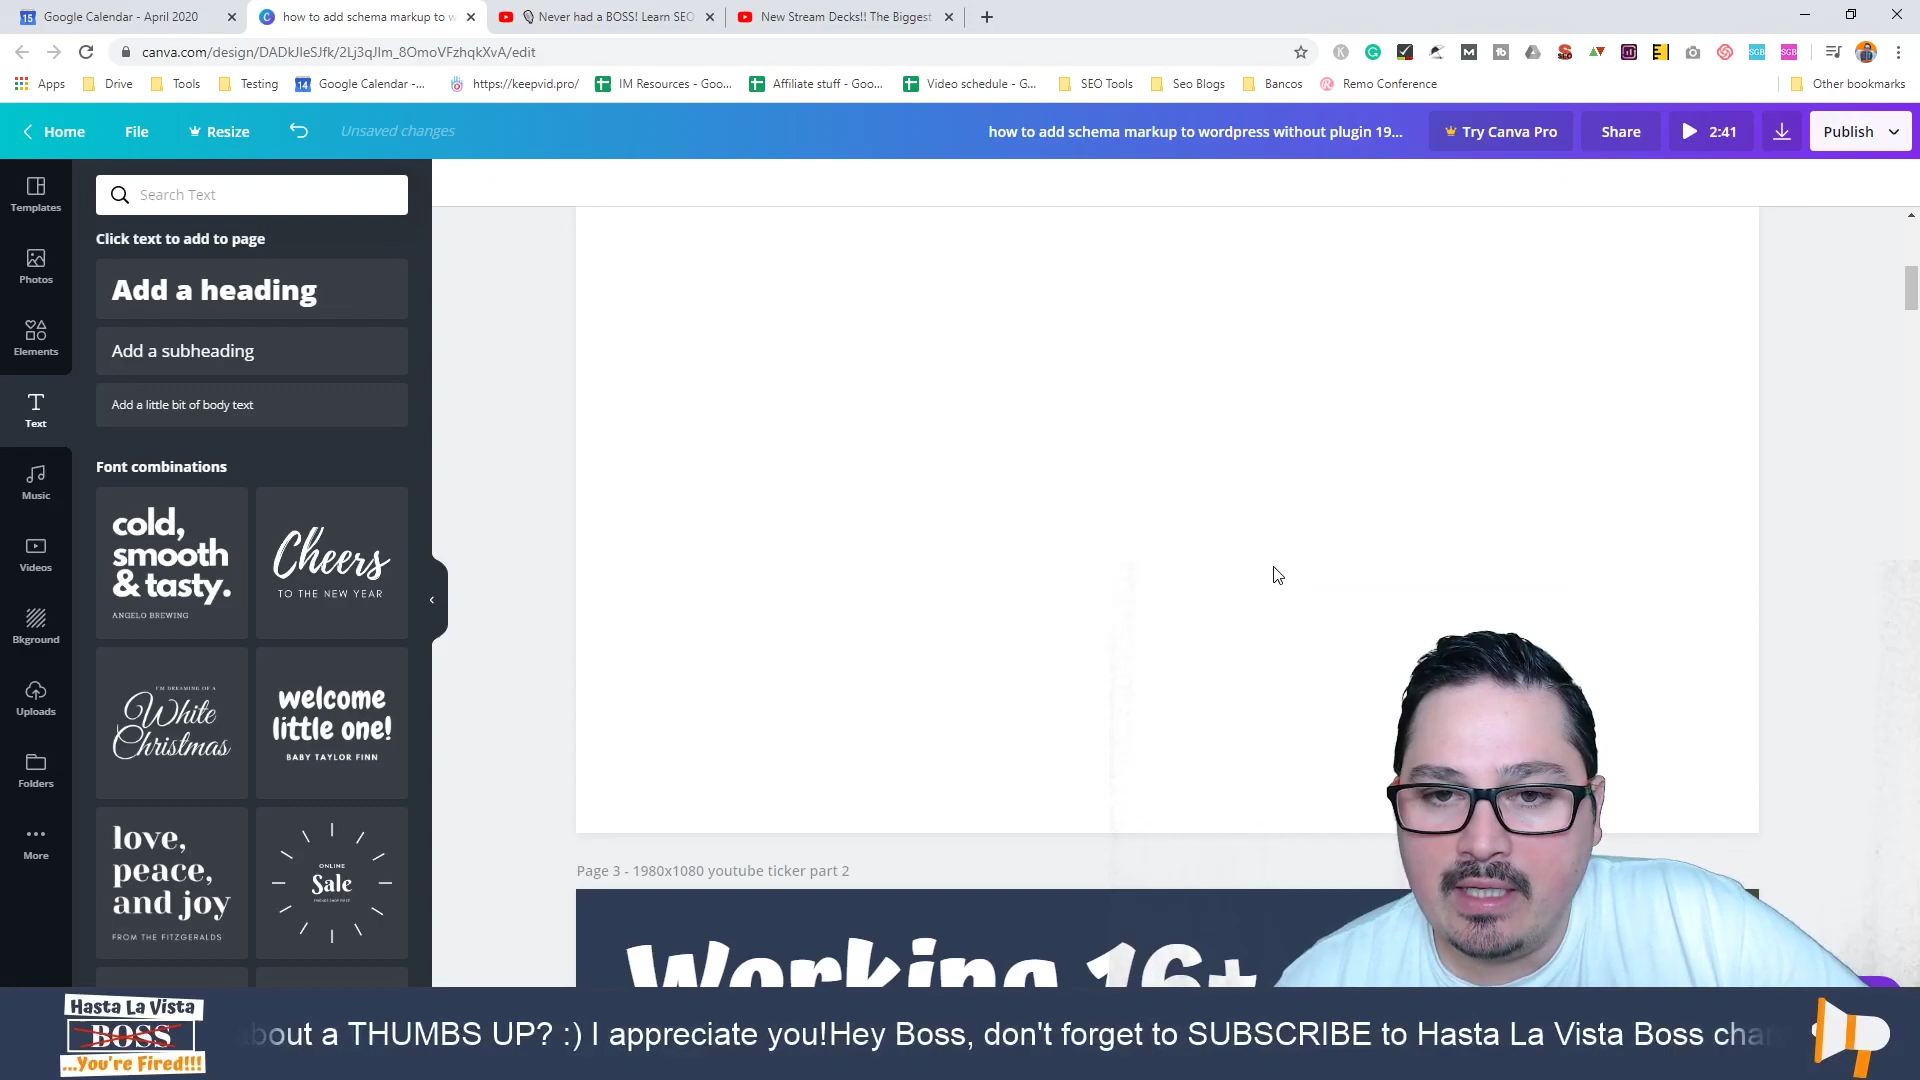 Google Calendar - April 2020
how to add schema markup to w
Never had a BOSS! Learn SEO
New Stream Decks!! The Biggest
canva.com/design/DADkJleSJfk/2Lj3qJlm_8OmoVFzhqkXvA/edit
Apps
Drive
Tools
Testing
Google Calendar -...
https://keepvid.pro/
IM Resources - Goo...
Affiliate stuff - Goo...
Video schedule - G...
SEO Tools
Seo Blogs
Bancos
Remo Conference
Other bookmarks
Home
File
Resize
Unsaved changes
how to add schema markup to wordpress without plugin 19...
Try Canva Pro
Share
2:41
Publish
Templates
Photos
Elements
Text
Music
Videos
Bkground
Uploads
Folders
More
Search Text
Click text to add to page
Add a heading
Add a subheading
Add a little bit of body text
Font combinations
cold,
smooth
& tasty.
ANGELO BREWING
Cheers
TO THE NEW YEAR
I'M DREAMING OF A
White
Christmas
welcome
little one!
BABY TAYLOR FINN
love,
peace,
and joy
FROM THE FITZGERALDS
ONLINE
Sale
Page 3 - 1980x1080 youtube ticker part 2
Working 16+
Hasta La Vista
BOSS
...You're Fired!!!
about a THUMBS UP? :) I appreciate you!Hey Boss, don't forget to SUBSCRIBE to Hasta La Vista Boss cha